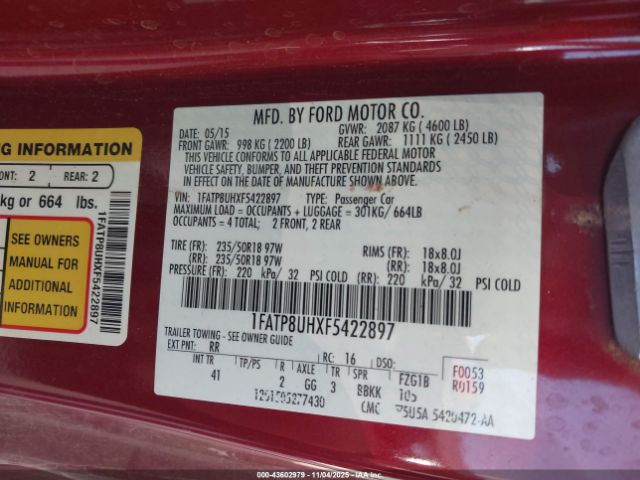 NG INFORMATION
ONT: 2 REAR: 2
kg or 664 lbs.
SEE OWNERS
MANUAL FOR
ADDITIONAL
INFORMATION
1FATP8UHXF5422897
MFD. BY FORD MOTOR CO.
DATE: 05/15 GVWR: 2087 KG ( 4600 LB)
FRONT GAWR: 998 KG ( 2200 LB) REAR GAWR: 1111 KG ( 2450 LB)
THIS VEHICLE CONFORMS TO ALL APPLICABLE FEDERAL MOTOR
VEHICLE SAFETY, BUMPER, AND THEFT PREVENTION STANDARDS
IN EFFECT ON THE DATE OF MANUFACTURE SHOWN ABOVE.
VIN: 1FATP8UHXF5422897 TYPE: Passenger Car
MAXIMUM LOAD = OCCUPANTS + LUGGAGE = 301KG/ 664LB
OCCUPANTS = 4 TOTAL; 2 FRONT, 2 REAR
TIRE (FR): 235/50R18 97W RIMS (FR): 18x8.0J
(RR): 235/50R18 97W (RR): 18x8.0J
PRESSURE (FR): 220 kPa/ 32 PSI COLD (RR): 220 kPa/ 32 PSI COLD
1FATP8UHXF5422897
TRAILER TOWING - SEE OWNER GUIDE
EXT PNT: RR RC: 16 DSO: F0053
R0159
INT TR TP/PS R AXLE TR SPR FZG1B
41 2 GG 3 BBKK 105
CMC 5U5A 5420472-AA
00-43602979 - 11/04/2025 - IAA Inc.